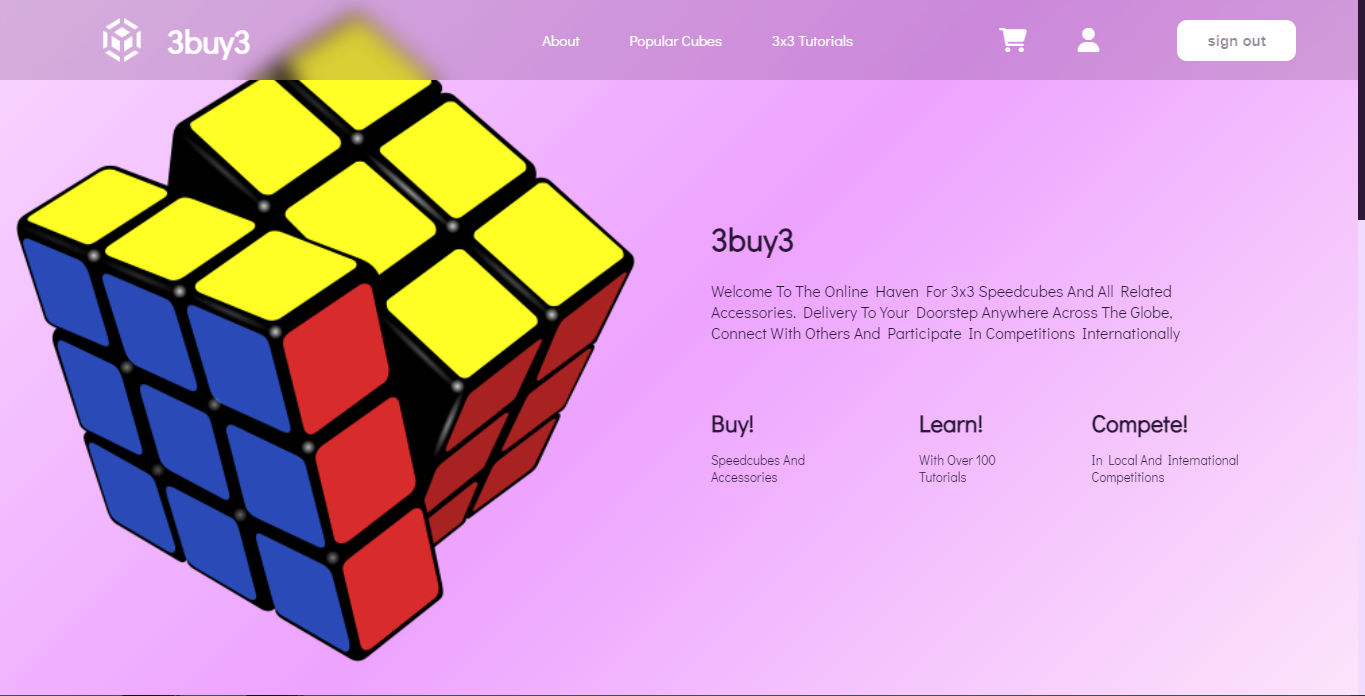 3buy3
About
Popular Cubes
3x3 Tutorials
sign out
3buy3
Welcome To The Online Haven For 3x3 Speedcubes And All Related
Accessories. Delivery To Your Doorstep Anywhere Across The Globe,
Connect With Others And Participate In Competitions Internationally
Buy!
Speedcubes And
Accessories
Learn!
With Over 100
Tutorials
Compete!
In Local And International
Competitions